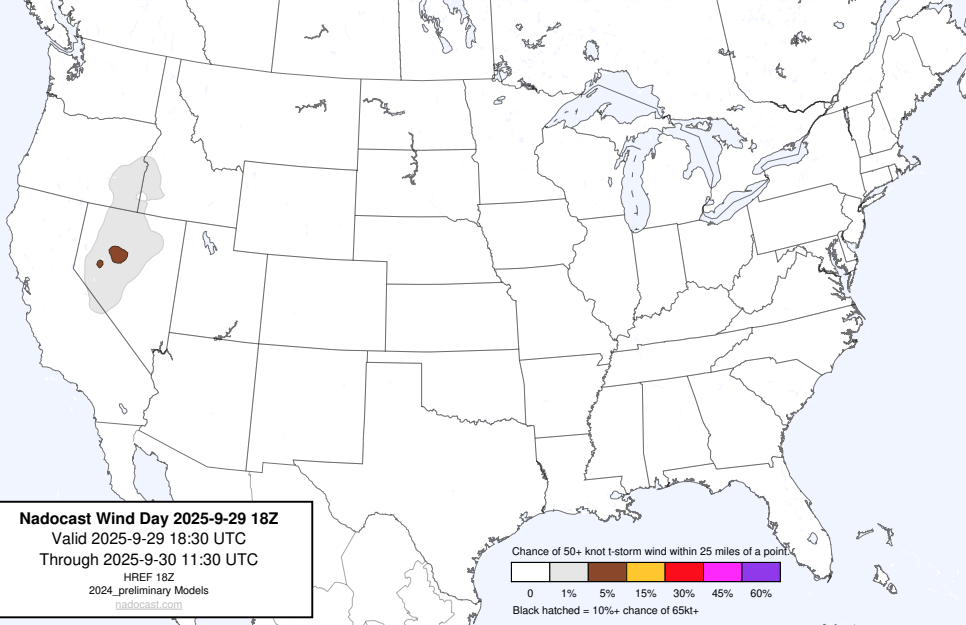 Nadocast Wind Day 2025-9-29 18Z
Valid 2025-9-29 18:30 UTC
Through 2025-9-30 11:30 UTC
HREF 18Z
2024_preliminary Models
nadocast.com
Chance of 50+ knot t-storm wind within 25 miles of a point.
0 1% 5% 15% 30% 45% 60%
Black hatched = 10%+ chance of 65kt+